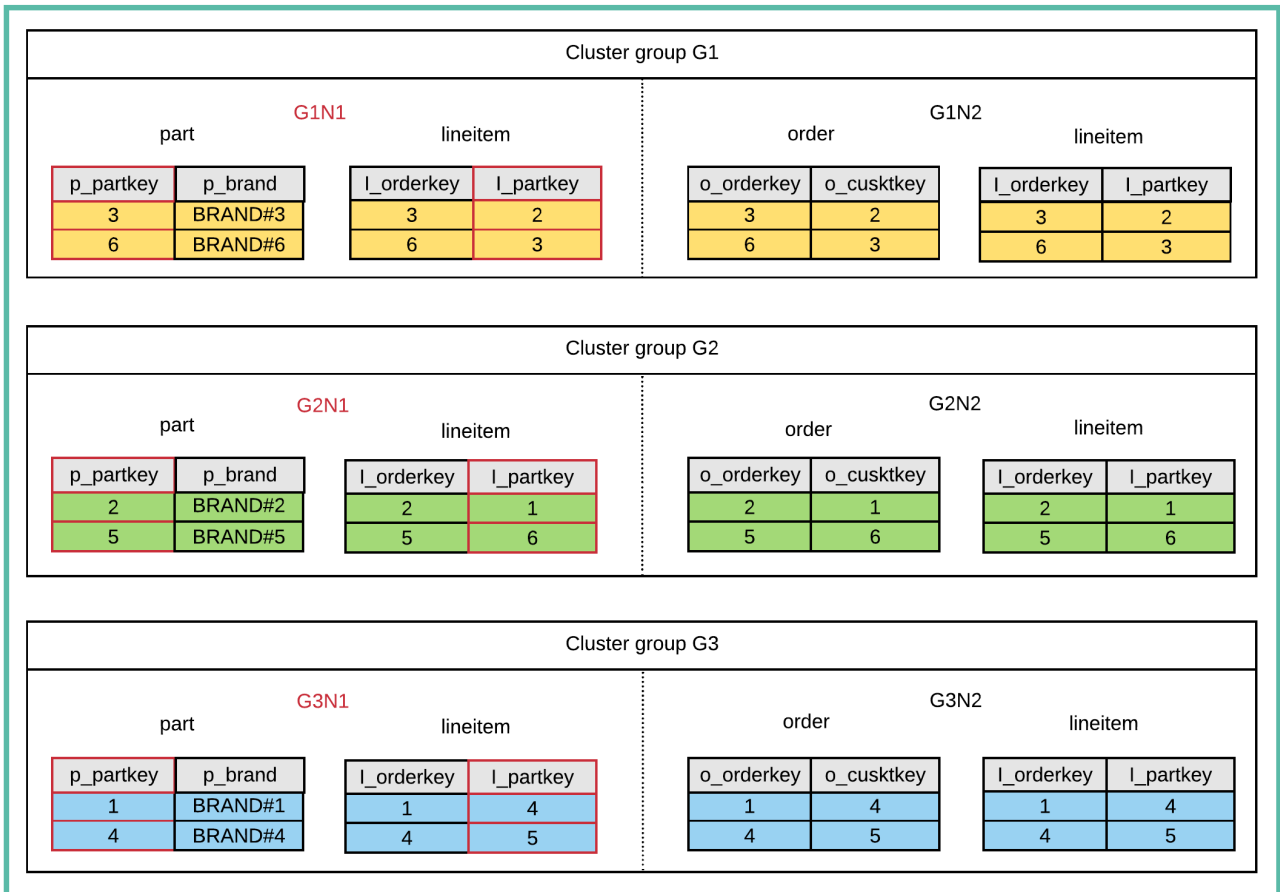 Cluster group G1
G1N1
part lineitem
p_partkey p_brand
3 BRAND#3
6 BRAND#6
l_orderkey l_partkey
3 2
6 3
G1N2
order lineitem
o_orderkey o_cusktkey
3 2
6 3
l_orderkey l_partkey
3 2
6 3
Cluster group G2
G2N1
part lineitem
p_partkey p_brand
2 BRAND#2
5 BRAND#5
l_orderkey l_partkey
2 1
5 6
G2N2
order lineitem
o_orderkey o_cusktkey
2 1
5 6
l_orderkey l_partkey
2 1
5 6
Cluster group G3
G3N1
part lineitem
p_partkey p_brand
1 BRAND#1
4 BRAND#4
l_orderkey l_partkey
1 4
4 5
G3N2
order lineitem
o_orderkey o_cusktkey
1 4
4 5
l_orderkey l_partkey
1 4
4 5